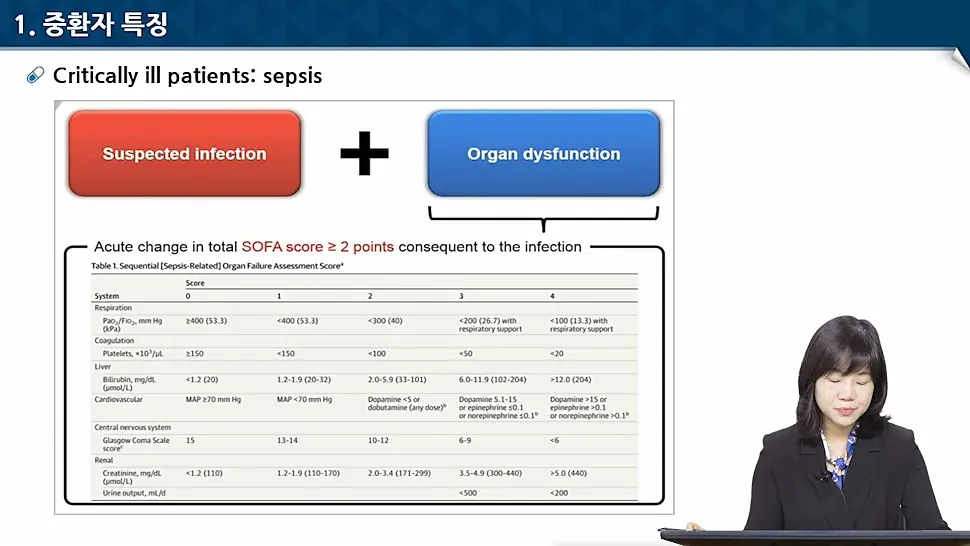 1. 중환자 특징
Critically ill patients: sepsis
Suspected infection
+
Organ dysfunction
Acute change in total SOFA score ≥ 2 points consequent to the infection
Table 1. Sequential [Sepsis-Related] Organ Failure Assessment Scoreᵃ
Score
System 0 1 2 3 4
Respiration
PaO₂/FIO₂, mm Hg (kPa) ≥400 (53.3) <400 (53.3) <300 (40) <200 (26.7) with respiratory support <100 (13.3) with respiratory support
Coagulation
Platelets, ×10³/μL ≥150 <150 <100 <50 <20
Liver
Bilirubin, mg/dL (μmol/L) <1.2 (20) 1.2-1.9 (20-32) 2.0-5.9 (33-101) 6.0-11.9 (102-204) >12.0 (204)
Cardiovascular MAP ≥70 mm Hg MAP <70 mm Hg Dopamine <5 or dobutamine (any dose)ᵇ Dopamine 5.1-15 or epinephrine ≤0.1 or norepinephrine ≤0.1ᵇ Dopamine >15 or epinephrine >0.1 or norepinephrine >0.1ᵇ
Central nervous system
Glasgow Coma Scale scoreᶜ 15 13-14 10-12 6-9 <6
Renal
Creatinine, mg/dL (μmol/L) <1.2 (110) 1.2-1.9 (110-170) 2.0-3.4 (171-299) 3.5-4.9 (300-440) >5.0 (440)
Urine output, mL/d <500 <200